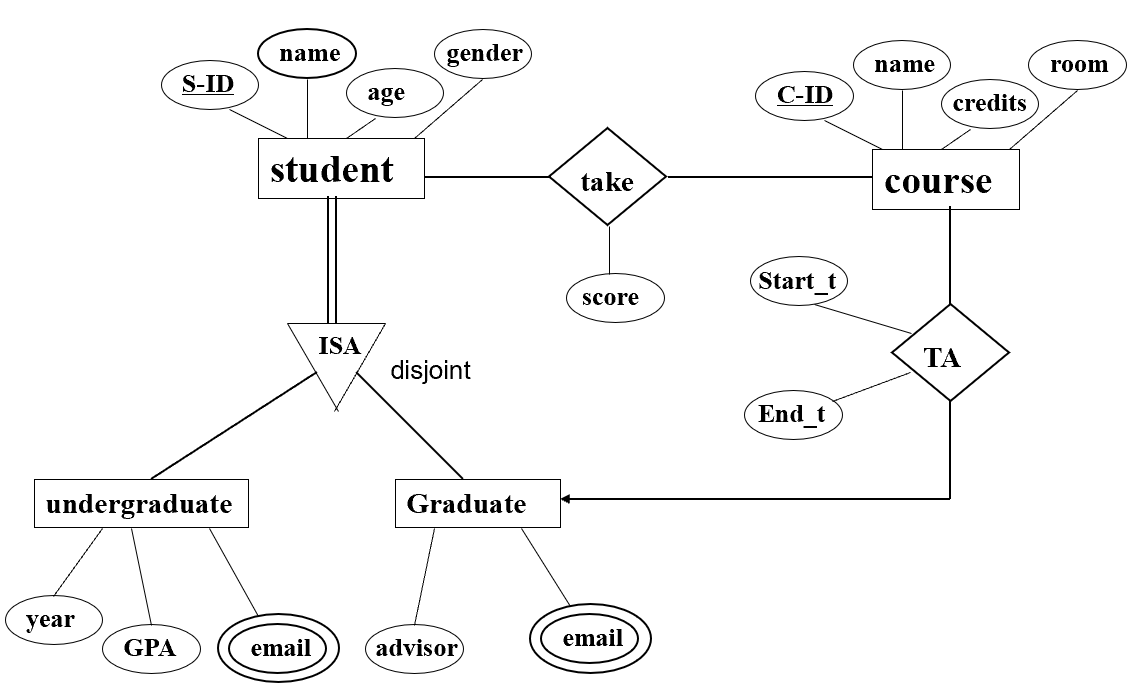 name
gender
S-ID
age
name
room
C-ID
credits
student
take
course
Start_t
score
ISA
TA
disjoint
End_t
undergraduate
Graduate
year
GPA
email
advisor
email